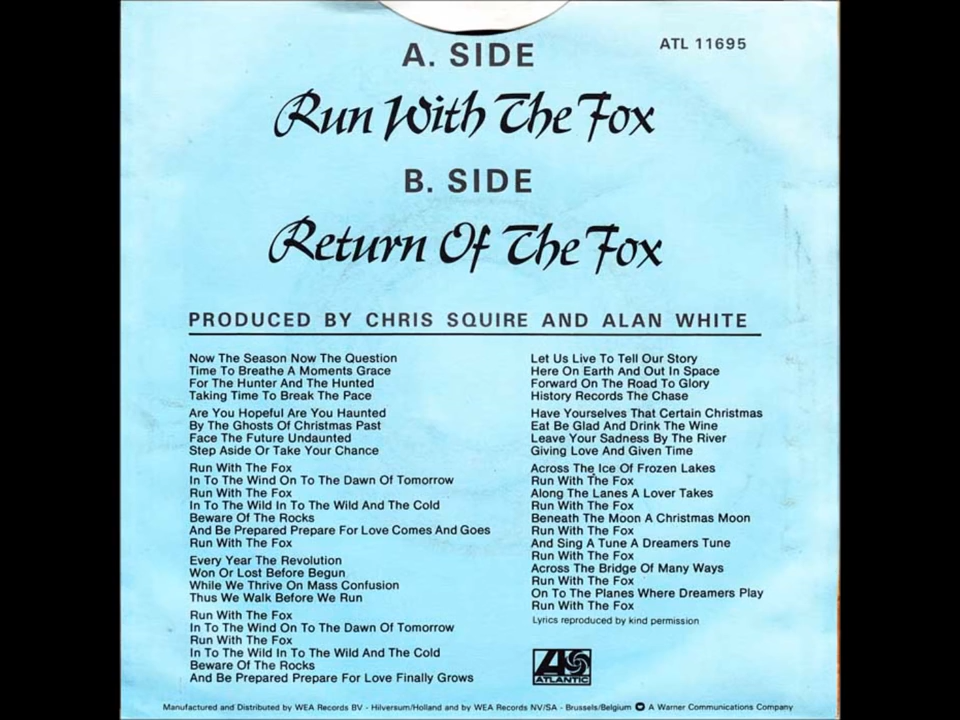 A. SIDE
ATL 11695
Run With The Fox
B. SIDE
Return Of The Fox
PRODUCED BY CHRIS SQUIRE AND ALAN WHITE
Now The Season Now The Question
Time To Breathe A Moments Grace
For The Hunter And The Hunted
Taking Time To Break The Pace
Are You Hopeful Are You Haunted
By The Ghosts Of Christmas Past
Face The Future Undaunted
Step Aside Or Take Your Chance
Run With The Fox
In To The Wind On To The Dawn Of Tomorrow
Run With The Fox
In To The Wild In To The Wild And The Cold
Beware Of The Rocks
And Be Prepared Prepare For Love Comes And Goes
Run With The Fox
Every Year The Revolution
Won Or Lost Before Begun
While We Thrive On Mass Confusion
Thus We Walk Before We Run
Run With The Fox
In To The Wind On To The Dawn Of Tomorrow
Run With The Fox
In To The Wild In To The Wild And The Cold
Beware Of The Rocks
And Be Prepared Prepare For Love Finally Grows
Let Us Live To Tell Our Story
Here On Earth And Out In Space
Forward On The Road To Glory
History Records The Chase
Have Yourselves That Certain Christmas
Eat Be Glad And Drink The Wine
Leave Your Sadness By The River
Giving Love And Given Time
Across The Ice Of Frozen Lakes
Run With The Fox
Along The Lanes A Lover Takes
Run With The Fox
Beneath The Moon A Christmas Moon
Run With The Fox
And Sing A Tune A Dreamers Tune
Run With The Fox
Across The Bridge Of Many Ways
Run With The Fox
On To The Planes Where Dreamers Play
Run With The Fox
Lyrics reproduced by kind permission
ATLANTIC
Manufactured and Distributed by WEA Records BV - Hilversum/Holland and by WEA Records NV/SA - Brussels/Belgium A Warner Communications Company